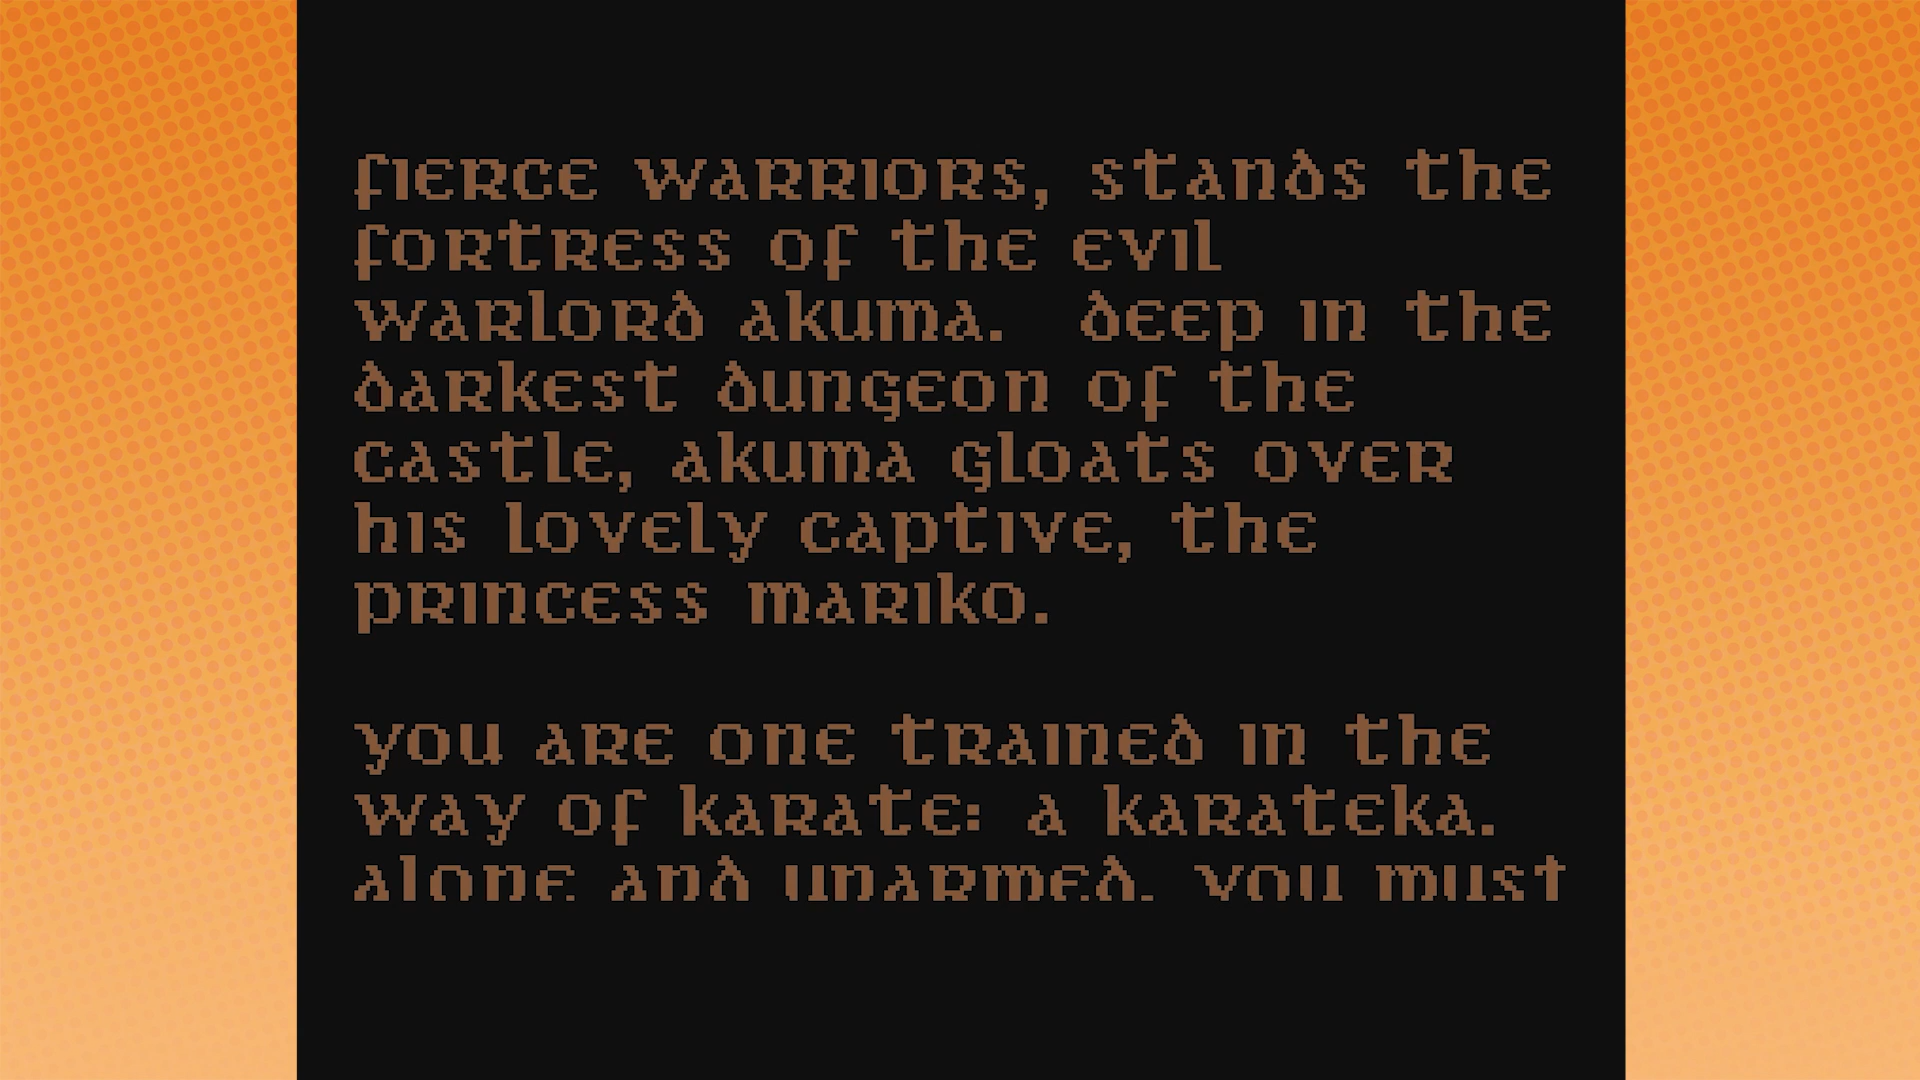 fierce warriors, stands the
fortress of the evil
warlord akuma. deep in the
darkest dungeon of the
castle, akuma gloats over
his lovely captive, the
princess mariko.
you are one trained in the
way of karate: a karateka.
alone and unarmed, you must